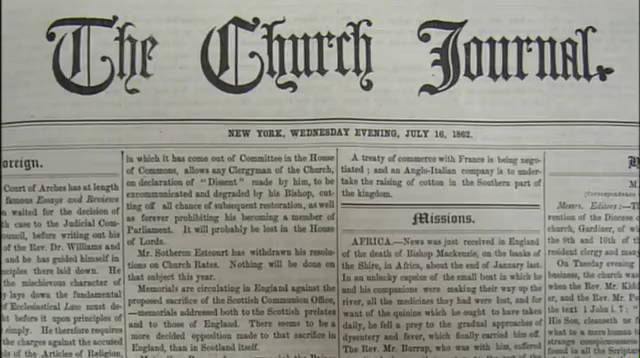 The Church Journal.
NEW YORK, WEDNESDAY EVENING, JULY 16, 1862.
oreign.
Court of Arches has at length
famous Essays and Reviews
waited for the decision of
th case to the Judicial Com-
ouncil, before writing out his
of the Rev. Dr. Williams and
and he has guided himself in
nciples there laid down. He
the mischievous character of
y lays down the fundamental
of Ecclesiastical Law must de-
before it upon principles of
simply. He therefore requires
the charges against the accused
of the Articles of Religion,
in which it has come out of Committee in the House
of Commons, allows any Clergyman of the Church,
on declaration of "Dissent" made by him, to be
excommunicated and degraded by his Bishop, cut-
ting off all chance of subsequent restoration, as well
as forever prohibiting his becoming a member of
Parliament. It will probably be lost in the House
of Lords.
Mr. Sotheron Estcourt has withdrawn his resolu-
tions on Church Rates. Nothing will be done on
that subject this year.
Memorials are circulating in England against the
proposed sacrifice of the Scottish Communion Office,
—memorials addressed both to the Scottish prelates
and to those of England. There seems to be a
more decided opposition made to that sacrifice in
England, than in Scotland itself.
A treaty of commerce with France is being nego-
tiated; and an Anglo-Italian company is to under-
take the raising of cotton in the Southern part of
the kingdom.
Missions.
AFRICA.—News was just received in England
of the death of Bishop Mackenzie, on the banks of
the Shire, in Africa, about the end of January last.
In an unlucky capsize of the small boat in which he
and his companions were making their way up the
river, all the medicines they had were lost, and for
want of the quinine which he ought to have taken
daily, he fell a prey to the gradual approaches of
dysentery and fever, which finally carried him off.
The Rev. Mr. Burrup, who was with him, suffered
M
(Correspondence
Messrs. Editors:—T
vention of the Diocese
church, Gardiner, of wi
the 9th and 10th of
resident clergy and many
On Tuesday evening
business, the church wa
when the Rev. Mr. Kidd
er, and the Rev. Mr. Fr
the text 1 John i. 7: "
His Son, cleanseth
what to a mere human
strange
found in all the Script